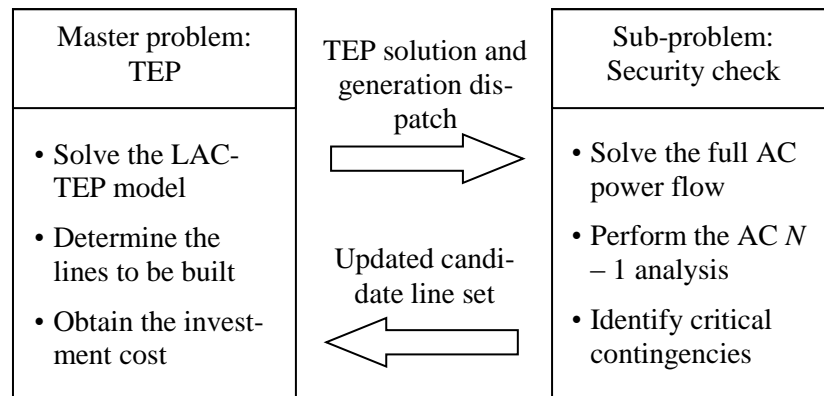 Master problem:
TEP
• Solve the LAC-
TEP model
• Determine the
lines to be built
• Obtain the invest-
ment cost
TEP solution and
generation dis-
patch
Updated candi-
date line set
Sub-problem:
Security check
• Solve the full AC
power flow
• Perform the AC N
– 1 analysis
• Identify critical
contingencies